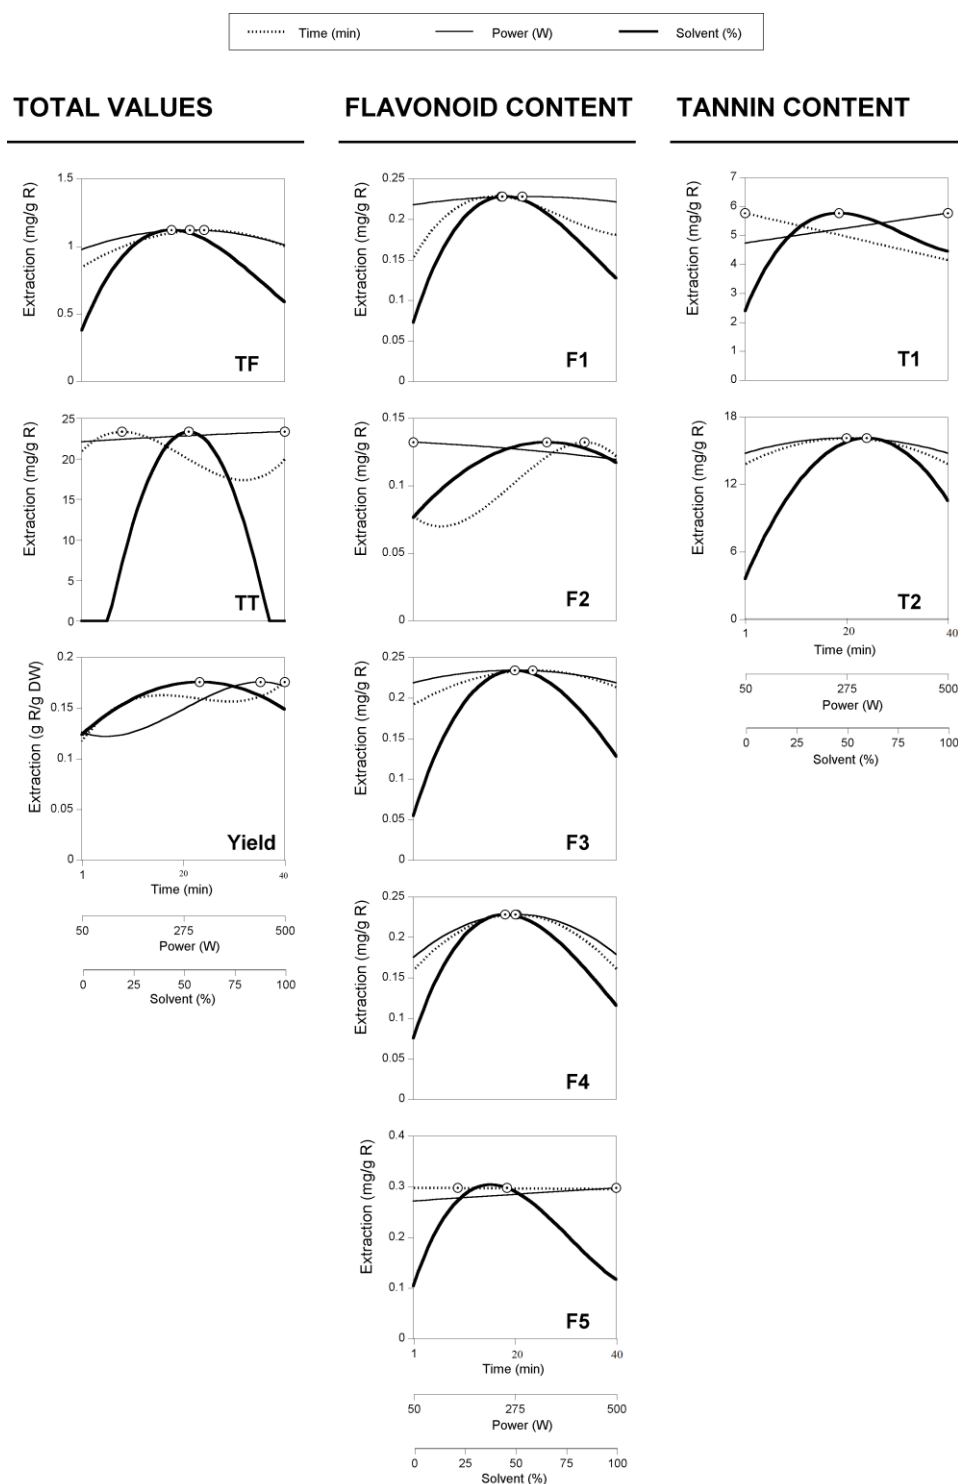 Time (min) Power (W) Solvent (%)
TOTAL VALUES
Extraction (mg/g R)
1.5
1
0.5
0
TF
Extraction (mg/g R)
25
20
15
10
5
0
TT
Extraction (g R/g DW)
0.2
0.15
0.1
0.05
0
Yield
1 20 40
Time (min)
50 275 500
Power (W)
0 25 50 75 100
Solvent (%)
FLAVONOID CONTENT
Extraction (mg/g R)
0.25
0.2
0.15
0.1
0.05
0
F1
Extraction (mg/g R)
0.15
0.1
0.05
0
F2
Extraction (mg/g R)
0.25
0.2
0.15
0.1
0.05
0
F3
Extraction (mg/g R)
0.25
0.2
0.15
0.1
0.05
0
F4
Extraction (mg/g R)
0.4
0.3
0.2
0.1
0
F5
1 20 40
Time (min)
50 275 500
Power (W)
0 25 50 75 100
Solvent (%)
TANNIN CONTENT
Extraction (mg/g R)
7
6
5
4
3
2
1
0
T1
Extraction (mg/g R)
18
12
6
0
T2
1 20 40
Time (min)
50 275 500
Power (W)
0 25 50 75 100
Solvent (%)